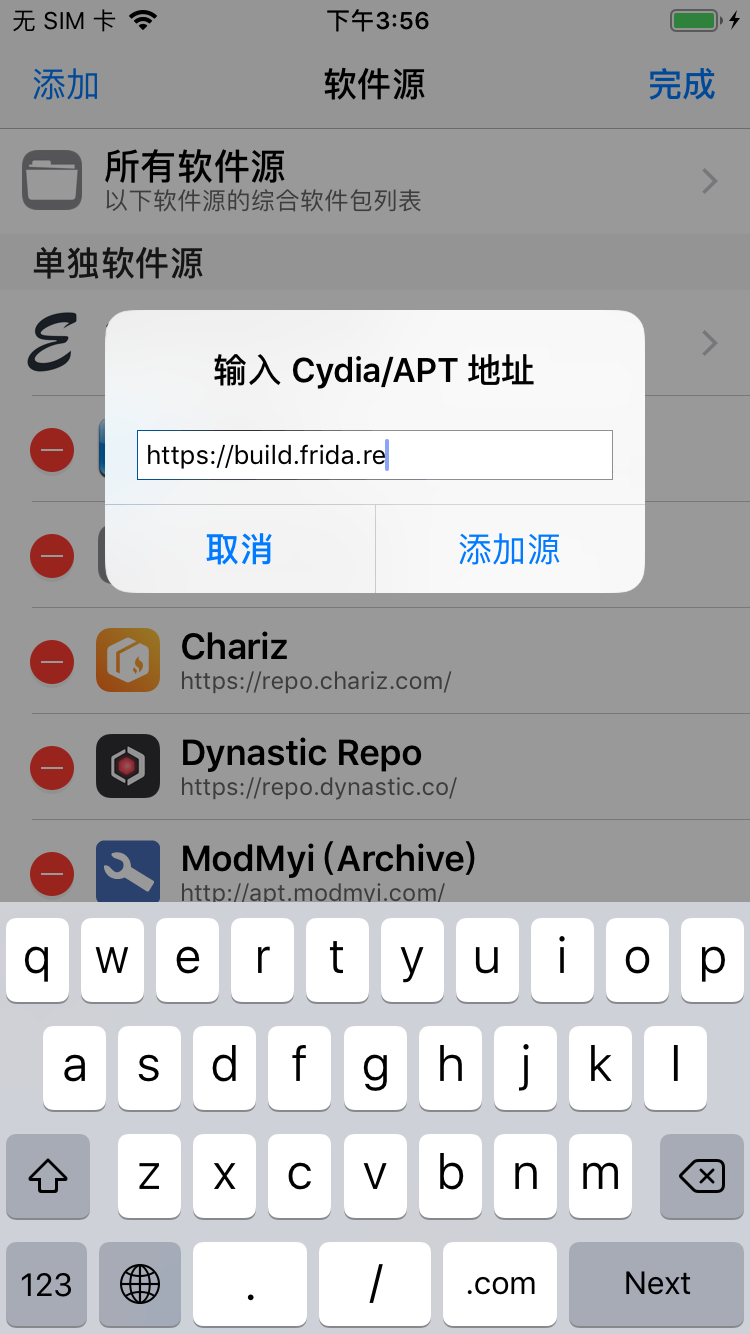 无 SIM 卡 下午3:56
添加 软件源 完成
所有软件源
以下软件源的综合软件包列表
单独软件源
输入 Cydia/APT 地址
https://build.frida.re
取消 添加源
Chariz
https://repo.chariz.com/
Dynastic Repo
https://repo.dynastic.co/
ModMyi (Archive)
http://apt.modmyi.com/
q w e r t y u i o p
a s d f g h j k l
z x c v b n m
123 . / .com Next